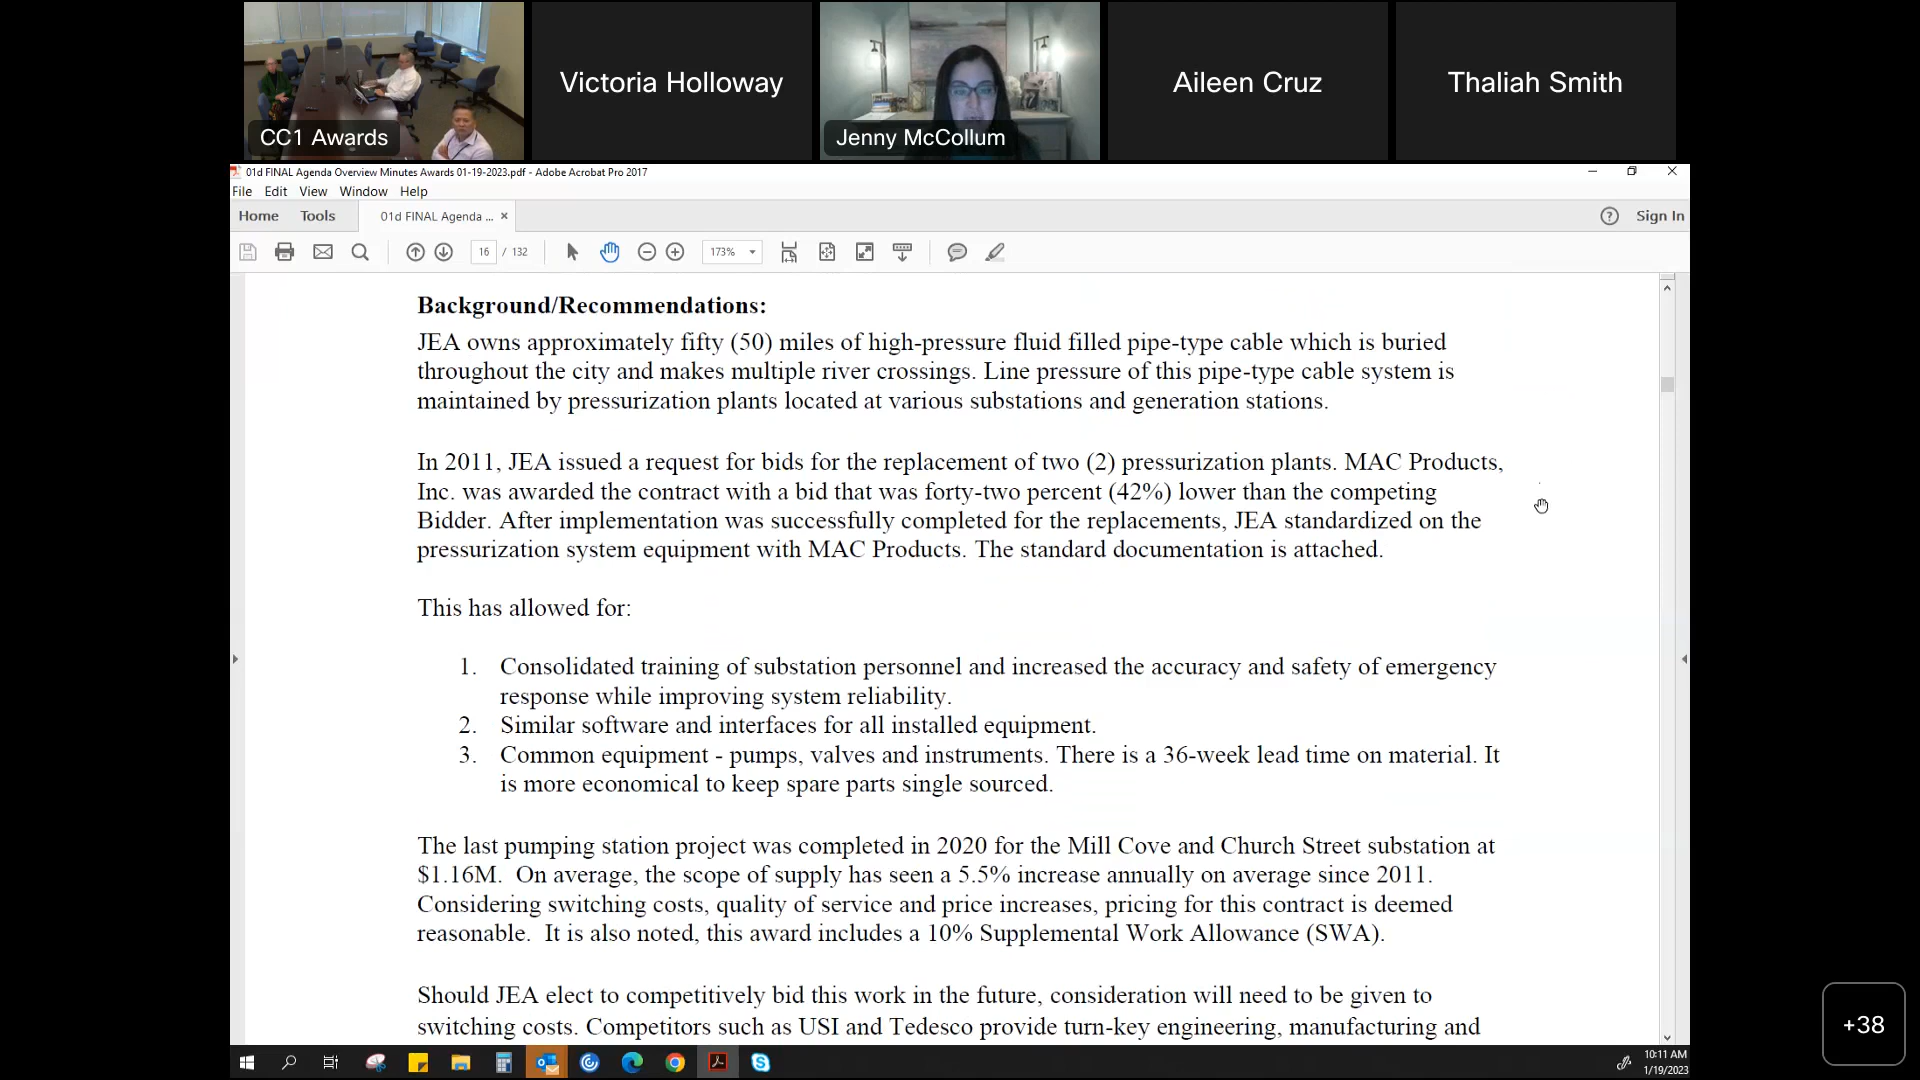 CC1 Awards
Victoria Holloway
Jenny McCollum
Aileen Cruz
Thaliah Smith
01d FINAL Agenda Overview Minutes Awards 01-19-2023.pdf - Adobe Acrobat Pro 2017
File Edit View Window Help
Home Tools 01d FINAL Agenda ... × ? Sign In
16 / 132 173%
Background/Recommendations:
JEA owns approximately fifty (50) miles of high-pressure fluid filled pipe-type cable which is buried
throughout the city and makes multiple river crossings. Line pressure of this pipe-type cable system is
maintained by pressurization plants located at various substations and generation stations.
In 2011, JEA issued a request for bids for the replacement of two (2) pressurization plants. MAC Products,
Inc. was awarded the contract with a bid that was forty-two percent (42%) lower than the competing
Bidder. After implementation was successfully completed for the replacements, JEA standardized on the
pressurization system equipment with MAC Products. The standard documentation is attached.
This has allowed for:
1. Consolidated training of substation personnel and increased the accuracy and safety of emergency
response while improving system reliability.
2. Similar software and interfaces for all installed equipment.
3. Common equipment - pumps, valves and instruments. There is a 36-week lead time on material. It
is more economical to keep spare parts single sourced.
The last pumping station project was completed in 2020 for the Mill Cove and Church Street substation at
$1.16M. On average, the scope of supply has seen a 5.5% increase annually on average since 2011.
Considering switching costs, quality of service and price increases, pricing for this contract is deemed
reasonable. It is also noted, this award includes a 10% Supplemental Work Allowance (SWA).
Should JEA elect to competitively bid this work in the future, consideration will need to be given to
switching costs. Competitors such as USI and Tedesco provide turn-key engineering, manufacturing and
+38
10:11 AM
1/19/2023